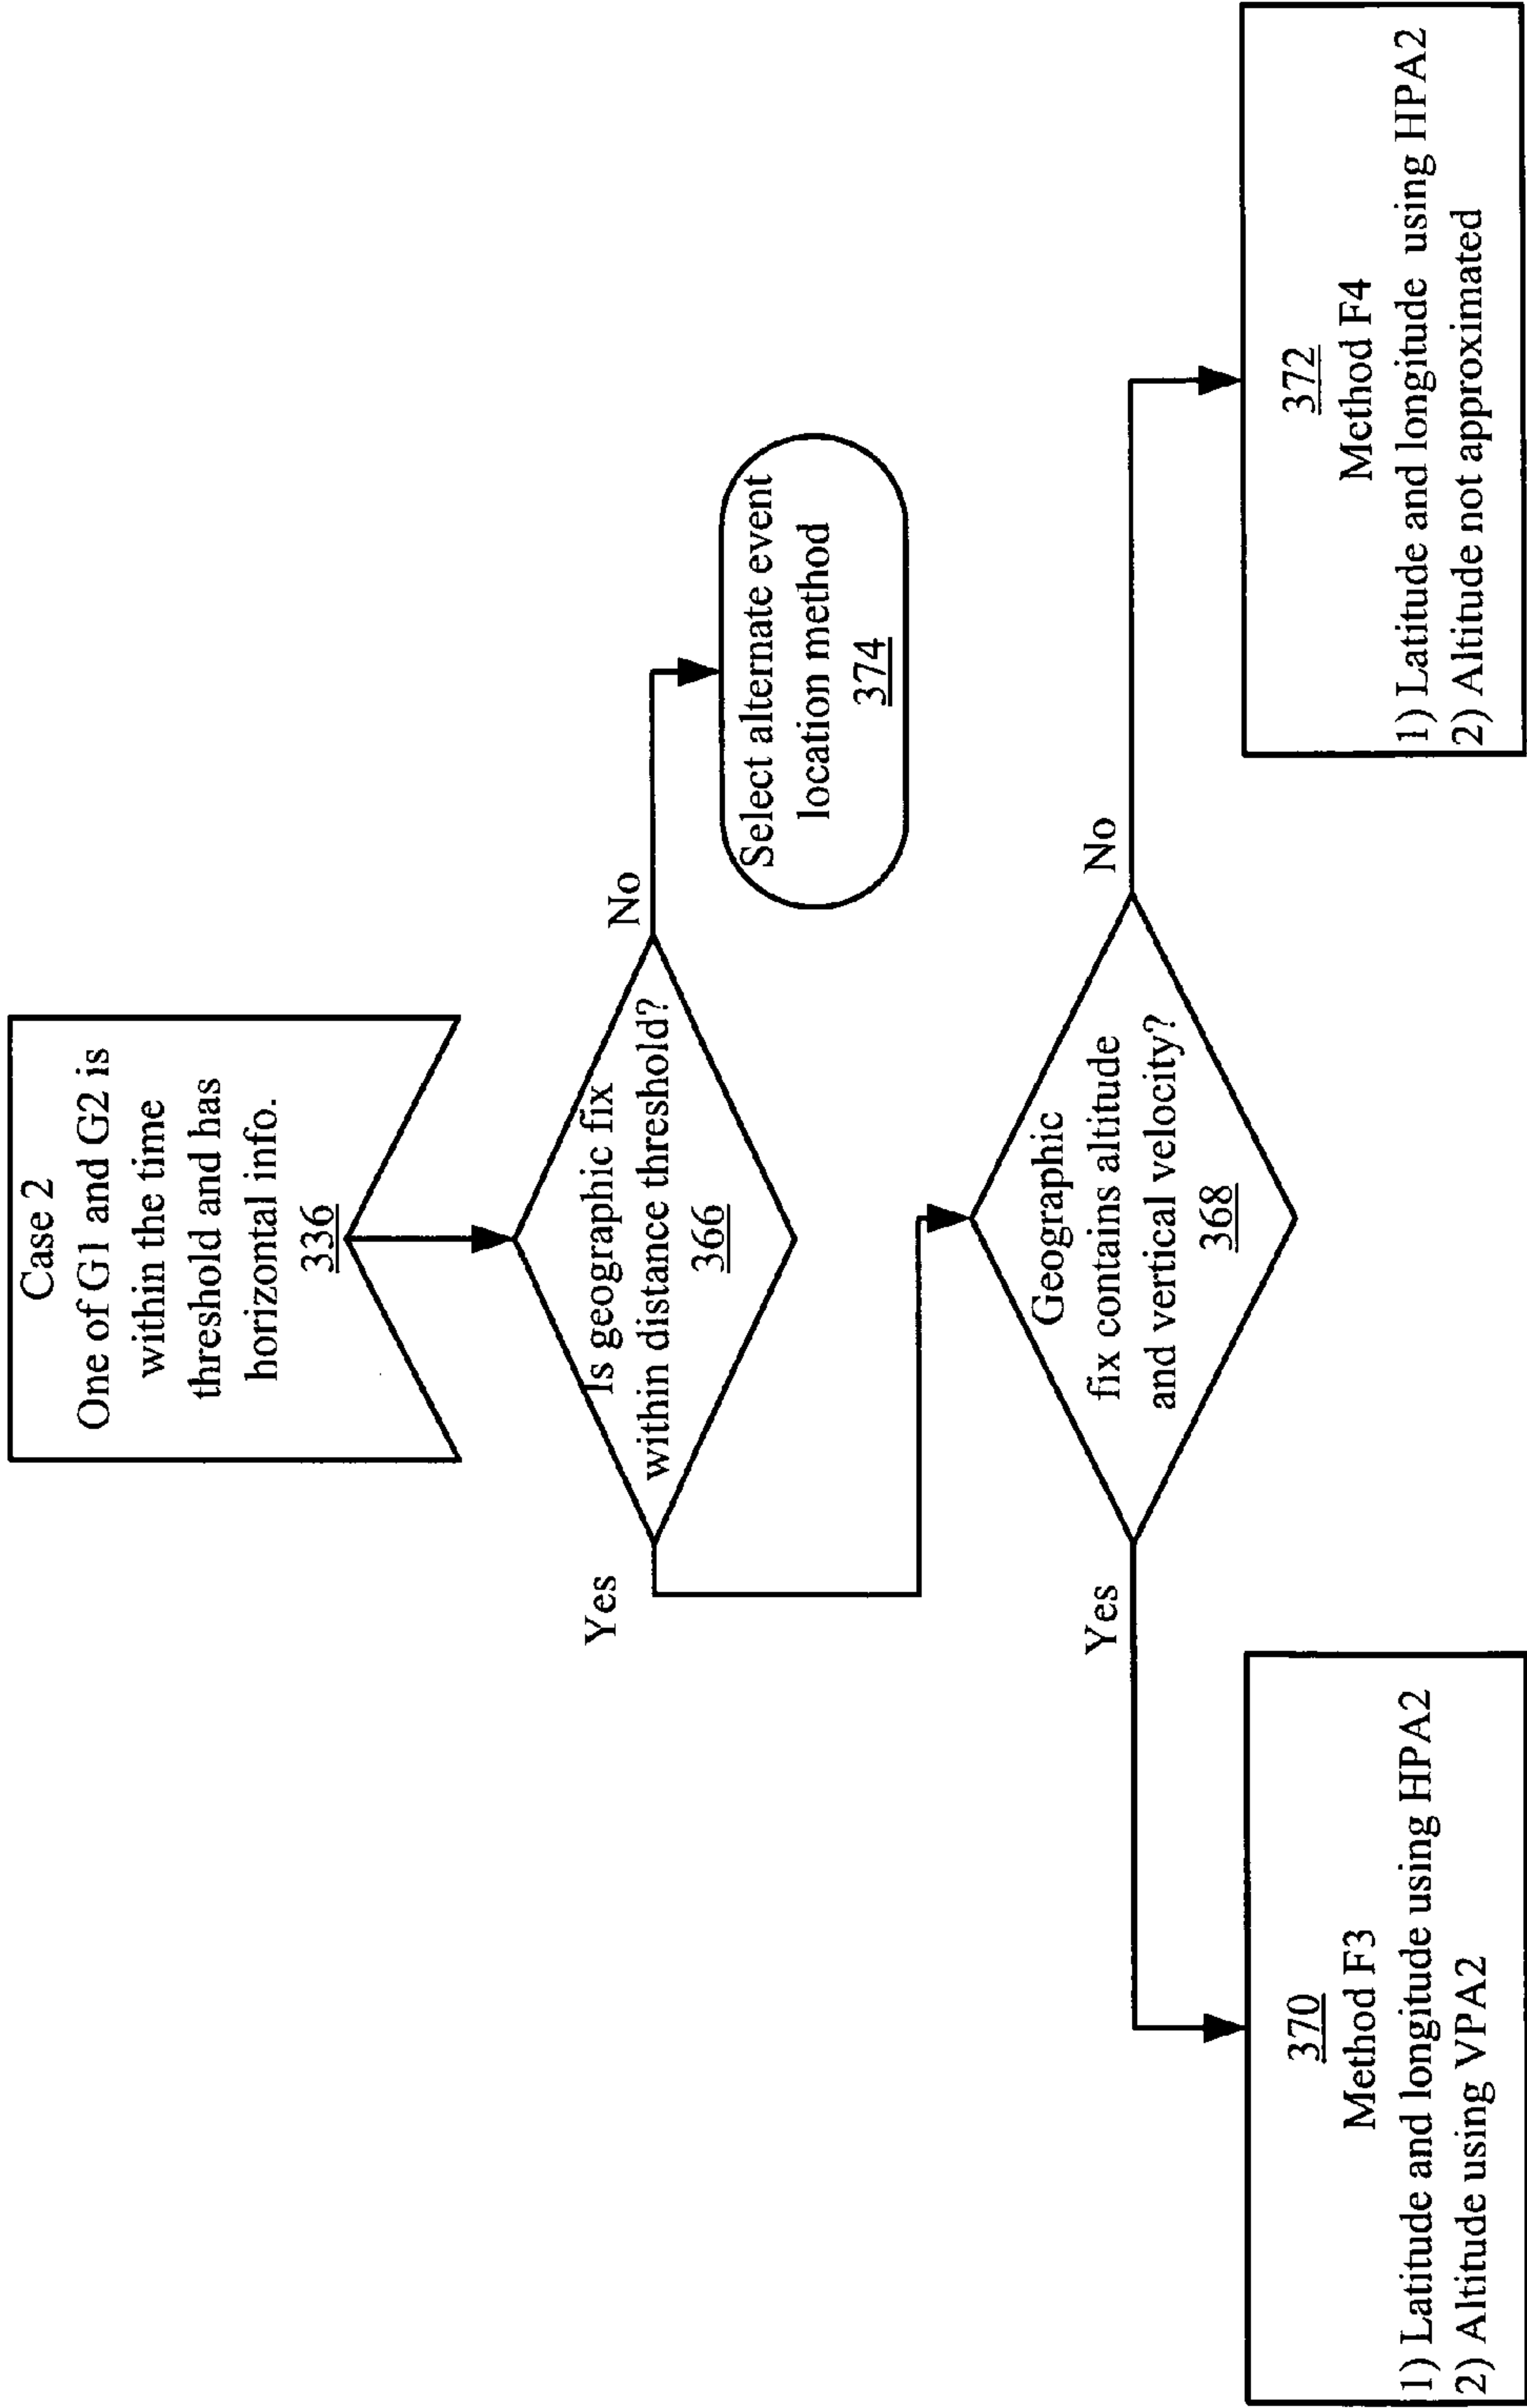 Case 2
One of G1 and G2 is
within the time
threshold and has
horizontal info.
336
Is geographic fix
within distance threshold?
366
Yes
No
Select alternate event
location method
374
Geographic
fix contains altitude
and vertical velocity?
368
Yes
No
370
Method F3
1) Latitude and longitude using HPA2
2) Altitude using VPA2
372
Method F4
1) Latitude and longitude using HPA2
2) Altitude not approximated